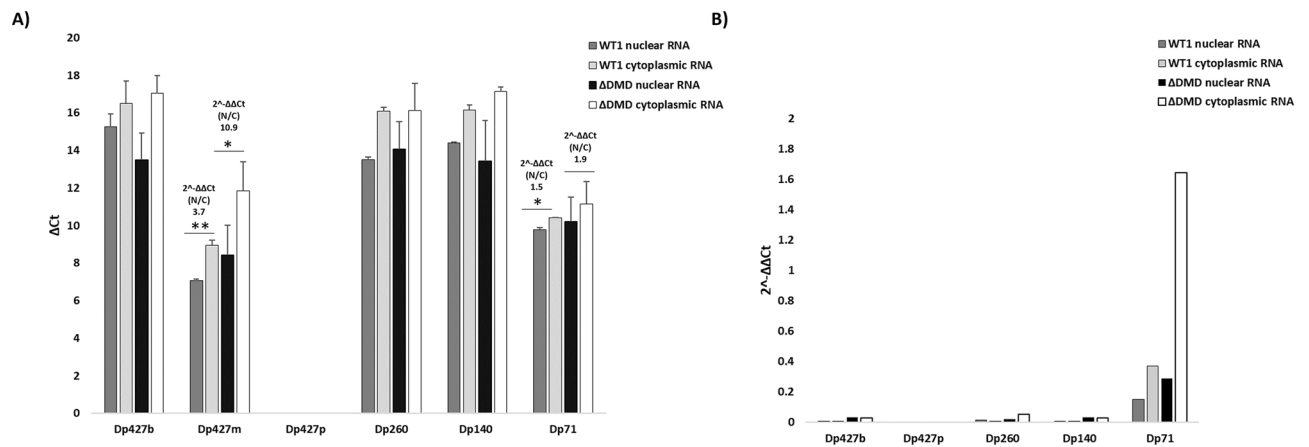 A)
20
18
16
14
12
10
8
6
4
2
0
ΔCt
2^-ΔΔCt
(N/C)
3.7
**
2^-ΔΔCt
(N/C)
10.9
*
2^-ΔΔCt
(N/C)
1.5
*
2^-ΔΔCt
(N/C)
1.9
WT1 nuclear RNA
WT1 cytoplasmic RNA
ΔDMD nuclear RNA
ΔDMD cytoplasmic RNA
Dp427b Dp427m Dp427p Dp260 Dp140 Dp71
B)
WT1 nuclear RNA
WT1 cytoplasmic RNA
ΔDMD nuclear RNA
ΔDMD cytoplasmic RNA
2
1.8
1.6
1.4
1.2
1
0.8
0.6
0.4
0.2
0
2^-ΔΔCt
Dp427b Dp427p Dp260 Dp140 Dp71